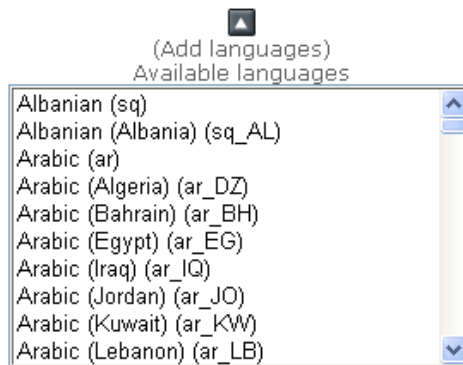 (Add languages)
Available languages
Albanian (sq)
Albanian (Albania) (sq_AL)
Arabic (ar)
Arabic (Algeria) (ar_DZ)
Arabic (Bahrain) (ar_BH)
Arabic (Egypt) (ar_EG)
Arabic (Iraq) (ar_IQ)
Arabic (Jordan) (ar_JO)
Arabic (Kuwait) (ar_KW)
Arabic (Lebanon) (ar_LB)